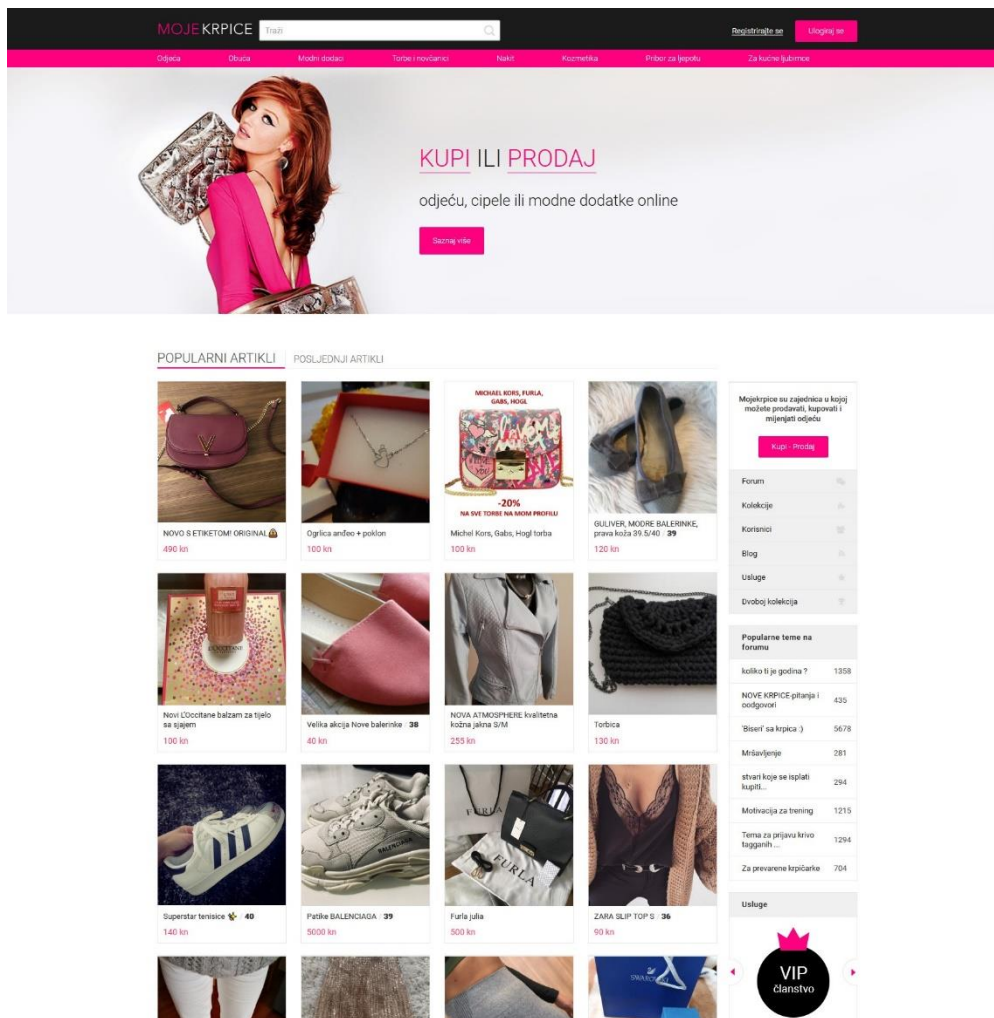 MOJEKRPICE
Traži
Registrirajte se
Ulogiraj se
Odjeća Obuća Modni dodaci Torbe i novčanici Nakit Kozmetika Pribor za ljepotu Za kućne ljubimce
KUPI ILI PRODAJ
odjeću, cipele ili modne dodatke online
Saznaj više
POPULARNI ARTIKLI
POSLJEDNJI ARTIKLI
NOVO S ETIKETOM! ORIGINAL👜
490 kn
Ogrlica anđeo + poklon
100 kn
MICHAEL KORS, FURLA,
GABS, HOGL
-20%
NA SVE TORBE NA MOM PROFILU
Michel Kors, Gabs, Hogl torba
100 kn
GULIVER, MODRE BALERINKE,
prava koža 39.5/40 / 39
120 kn
L'OCCITANE
Novi L'Occitane balzam za tijelo
sa sjajem
100 kn
Velika akcija Nove balerinke / 38
40 kn
NOVA ATMOSPHERE kvalitetna
kožna jakna S/M
255 kn
Torbica
130 kn
Superstar tenisice 🌿 / 40
140 kn
BALENCIAGA
Patike BALENCIAGA / 39
5000 kn
FURLA
FURLA
Furla julia
500 kn
ZARA SLIP TOP S / 36
90 kn
SWAROVSKI
Mojekrpice su zajednica u kojoj
možete prodavati, kupovati i
mijenjati odjeću
Kupi - Prodaj
Forum
Kolekcije
Korisnici
Blog
Usluge
Dvoboj kolekcija
Popularne teme na
forumu
koliko ti je godina ? 1358
NOVE KRPICE-pitanja i
oodgovori 435
'Biseri' sa krpica :) 5678
Mršavljenje 281
stvari koje se isplati
kupiti... 294
Motivacija za trening 1215
Tema za prijavu krivo
tagganih ... 1294
Za prevarene krpičarke 704
Usluge
VIP
članstvo